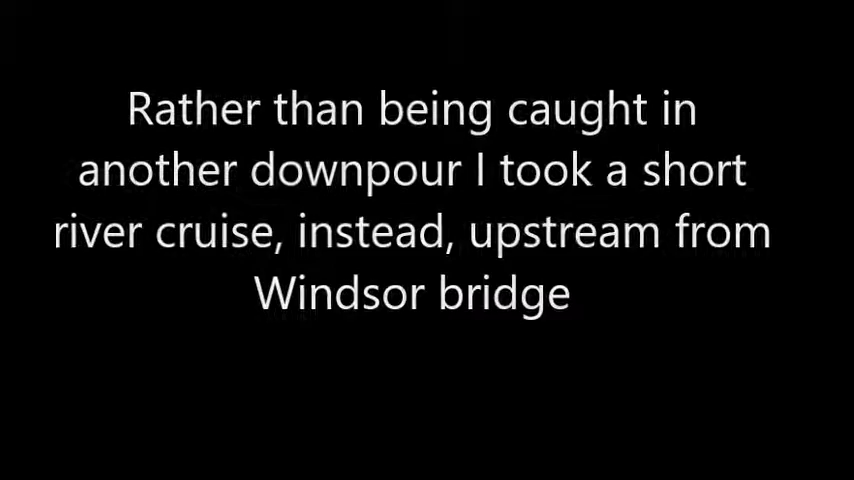 Rather than being caught in
another downpour I took a short
river cruise, instead, upstream from
Windsor bridge